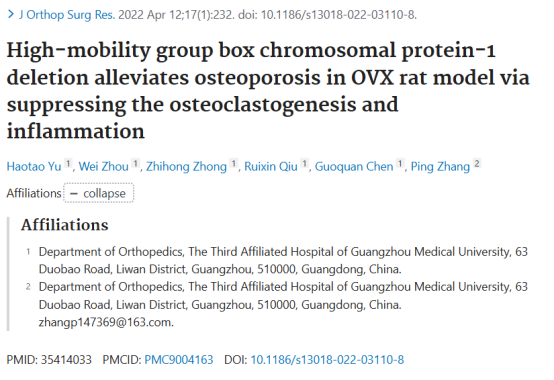 J Orthop Surg Res. 2022 Apr 12;17(1):232. doi: 10.1186/s13018-022-03110-8.
High-mobility group box chromosomal protein-1
deletion alleviates osteoporosis in OVX rat model via
suppressing the osteoclastogenesis and
inflammation
Haotao Yu 1, Wei Zhou 1, Zhihong Zhong 1, Ruixin Qiu 1, Guoquan Chen 1, Ping Zhang 2
Affiliations − collapse
Affiliations
1 Department of Orthopedics, The Third Affiliated Hospital of Guangzhou Medical University, 63
Duobao Road, Liwan District, Guangzhou, 510000, Guangdong, China.
2 Department of Orthopedics, The Third Affiliated Hospital of Guangzhou Medical University, 63
Duobao Road, Liwan District, Guangzhou, 510000, Guangdong, China.
zhangp147369@163.com.
PMID: 35414033 PMCID: PMC9004163 DOI: 10.1186/s13018-022-03110-8